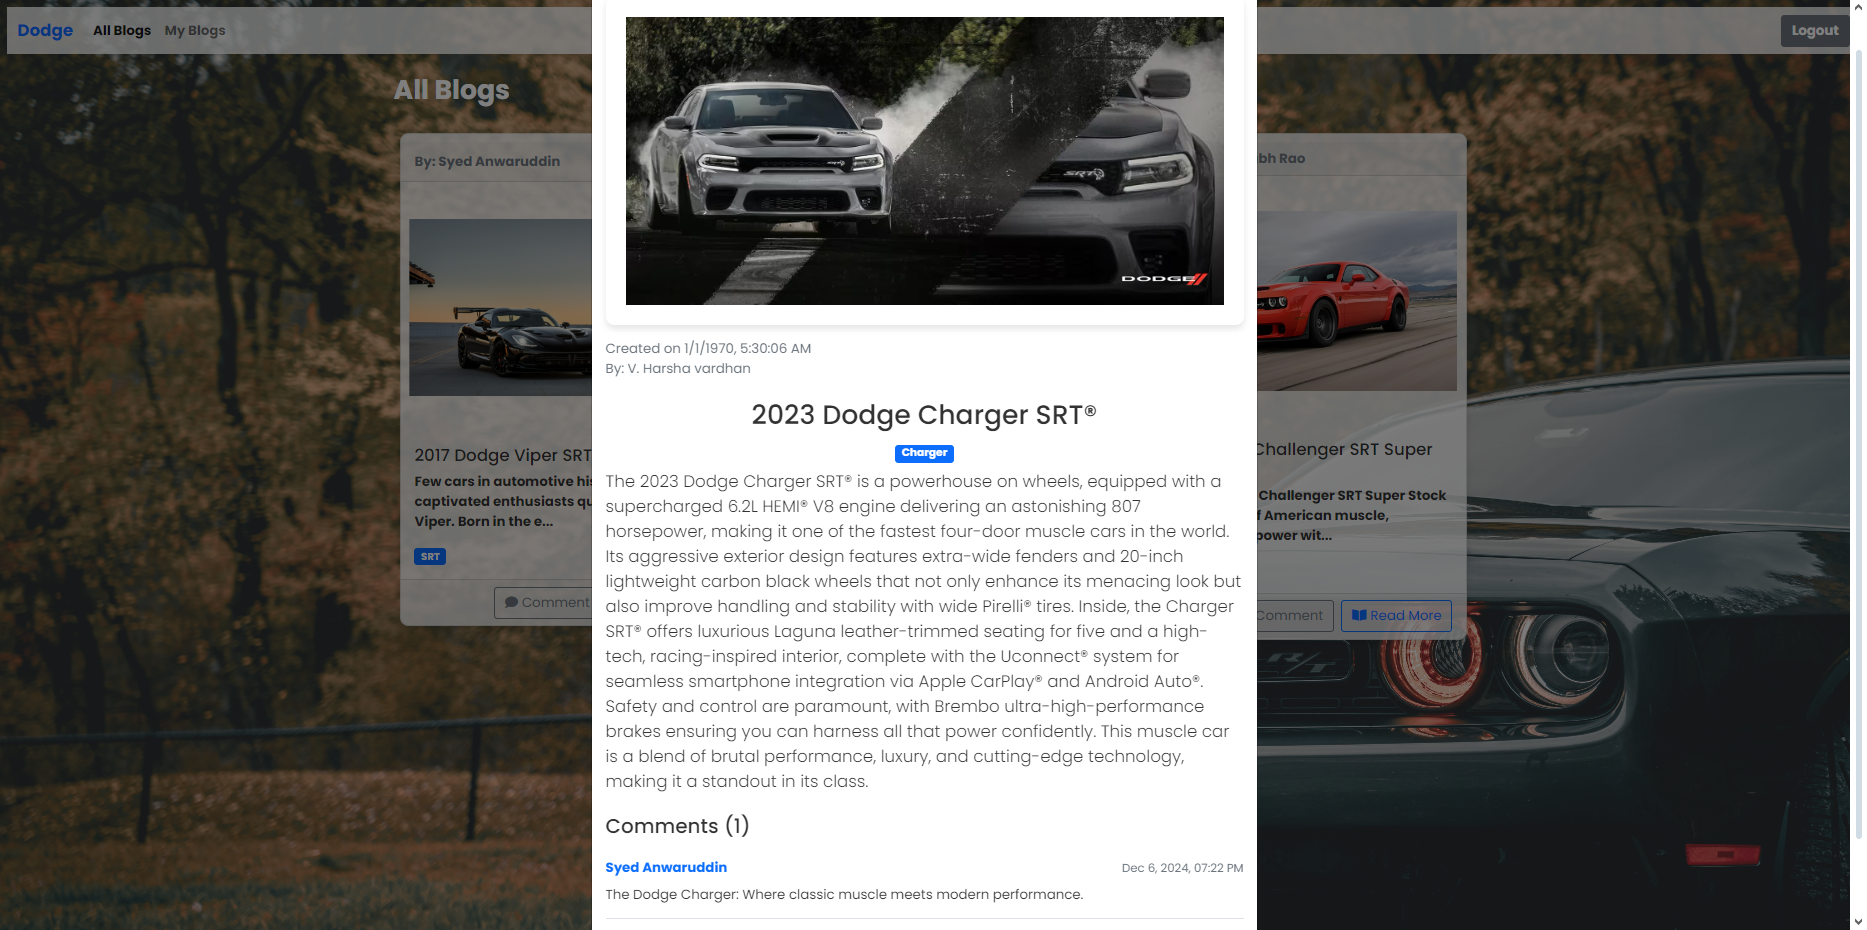 Dodge All Blogs My Blogs Logout
All Blogs
By: Syed Anwaruddin
2017 Dodge Viper SRT
Few cars in automotive
captivated enthusiasts
Viper. Born in the e...
SRT
Comment
SRT
DODGE
Created on 1/1/1970, 5:30:06 AM
By: V. Harsha vardhan
2023 Dodge Charger SRT®
Charger
The 2023 Dodge Charger SRT® is a powerhouse on wheels, equipped with a
supercharged 6.2L HEMI® V8 engine delivering an astonishing 807
horsepower, making it one of the fastest four-door muscle cars in the world.
Its aggressive exterior design features extra-wide fenders and 20-inch
lightweight carbon black wheels that not only enhance its menacing look but
also improve handling and stability with wide Pirelli® tires. Inside, the Charger
SRT® offers luxurious Laguna leather-trimmed seating for five and a high-
tech, racing-inspired interior, complete with the Uconnect® system for
seamless smartphone integration via Apple CarPlay® and Android Auto®.
Safety and control are paramount, with Brembo ultra-high-performance
brakes ensuring you can harness all that power confidently. This muscle car
is a blend of brutal performance, luxury, and cutting-edge technology,
making it a standout in its class.
Comments (1)
Syed Anwaruddin Dec 6, 2024, 07:22 PM
The Dodge Charger: Where classic muscle meets modern performance.
bh Rao
Challenger SRT Super
Challenger SRT Super Stock
f American muscle,
power wit...
Comment
Read More
R/T